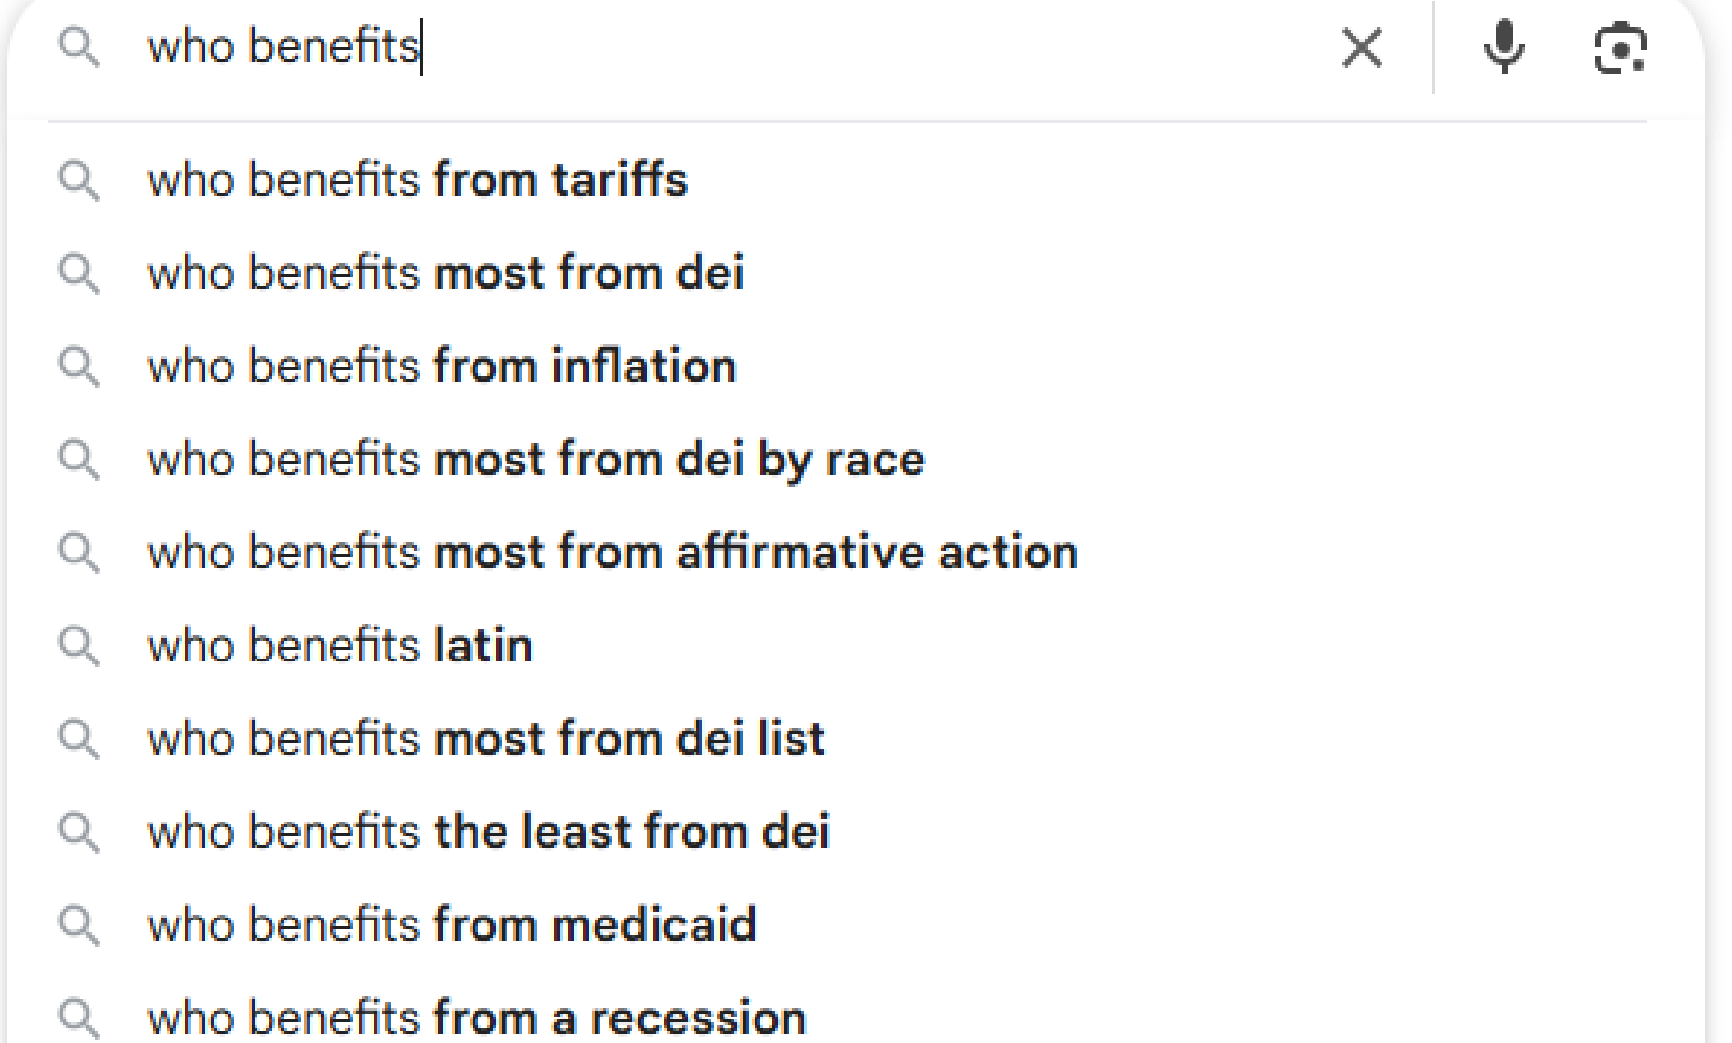 who benefits
who benefits from tariffs
who benefits most from dei
who benefits from inflation
who benefits most from dei by race
who benefits most from affirmative action
who benefits latin
who benefits most from dei list
who benefits the least from dei
who benefits from medicaid
who benefits from a recession